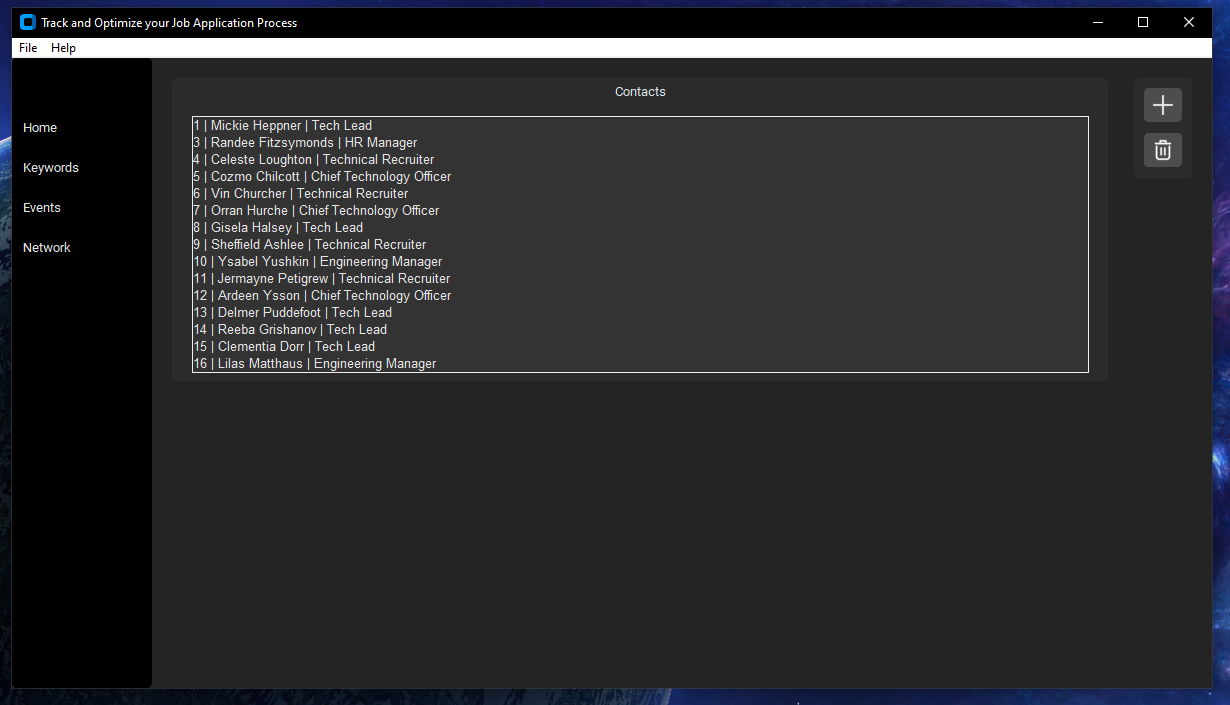 Track and Optimize your Job Application Process
File Help
Home
Keywords
Events
Network
Contacts
1 | Mickie Heppner | Tech Lead
3 | Randee Fitzsymonds | HR Manager
4 | Celeste Loughton | Technical Recruiter
5 | Cozmo Chilcott | Chief Technology Officer
6 | Vin Churcher | Technical Recruiter
7 | Orran Hurche | Chief Technology Officer
8 | Gisela Halsey | Tech Lead
9 | Sheffield Ashlee | Technical Recruiter
10 | Ysabel Yushkin | Engineering Manager
11 | Jermayne Petigrew | Technical Recruiter
12 | Ardeen Ysson | Chief Technology Officer
13 | Delmer Puddefoot | Tech Lead
14 | Reeba Grishanov | Tech Lead
15 | Clementia Dorr | Tech Lead
16 | Lilas Matthaus | Engineering Manager